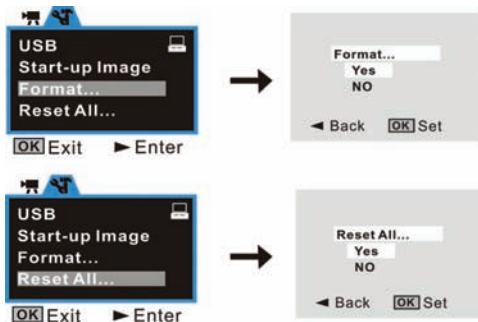 USB
Start-up Image
Format...
Reset All...
OK Exit ► Enter
Format...
Yes
NO
◄ Back OK Set
USB
Start-up Image
Format...
Reset All...
OK Exit ► Enter
Reset All...
Yes
NO
◄ Back OK Set